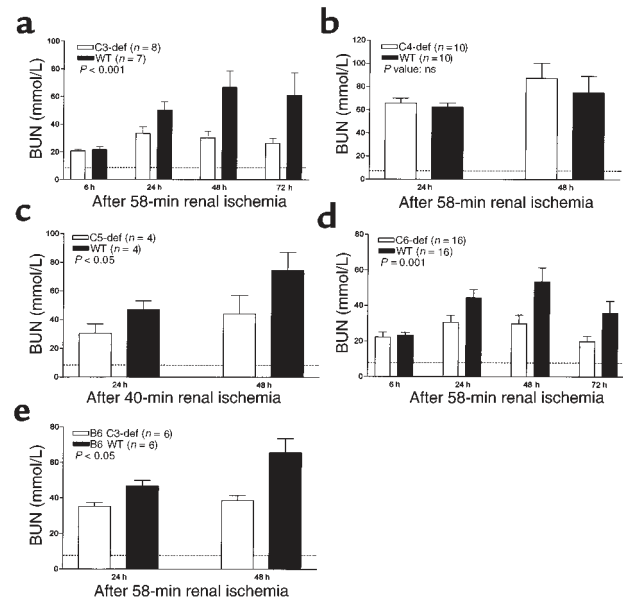 a
C3-def (n = 8)
WT (n = 7)
P < 0.001
BUN (mmol/L)
100
80
60
40
20
0
6 h
24 h
48 h
72 h
After 58-min renal ischemia
b
C4-def (n = 10)
WT (n = 10)
P value: ns
BUN (mmol/L)
120
100
80
60
40
20
0
24 h
48 h
After 58-min renal ischemia
c
C5-def (n = 4)
WT (n = 4)
P < 0.05
BUN (mmol/L)
100
80
60
40
20
0
24 h
48 h
After 40-min renal ischemia
d
C6-def (n = 16)
WT (n = 16)
P = 0.001
BUN (mmol/L)
80
60
40
20
0
6 h
24 h
48 h
72 h
After 58-min renal ischemia
e
B6 C3-def (n = 6)
B6 WT (n = 6)
P < 0.05
BUN (mmol/L)
80
60
40
20
0
24 h
48 h
After 58-min renal ischemia